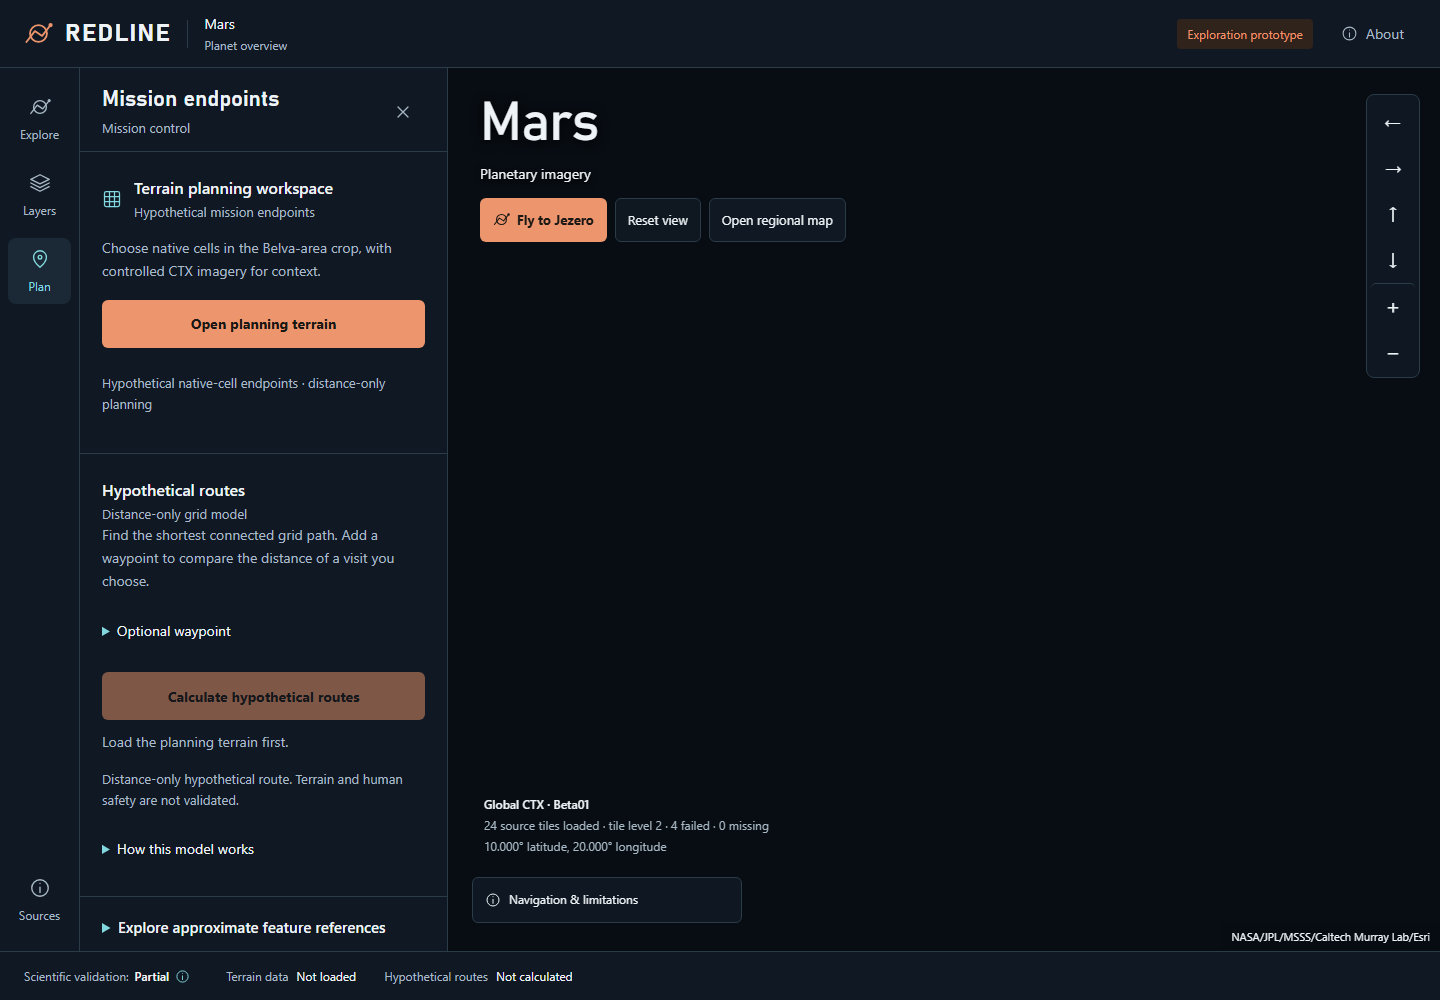 REDLINE
Mars
Planet overview
Exploration prototype
About
Explore
Layers
Plan
Sources
Mission endpoints
Mission control
Terrain planning workspace
Hypothetical mission endpoints
Choose native cells in the Belva-area crop, with
controlled CTX imagery for context.
Open planning terrain
Hypothetical native-cell endpoints · distance-only
planning
Hypothetical routes
Distance-only grid model
Find the shortest connected grid path. Add a
waypoint to compare the distance of a visit you
choose.
Optional waypoint
Calculate hypothetical routes
Load the planning terrain first.
Distance-only hypothetical route. Terrain and human
safety are not validated.
How this model works
Explore approximate feature references
Mars
Planetary imagery
Fly to Jezero
Reset view
Open regional map
Global CTX · Beta01
24 source tiles loaded · tile level 2 · 4 failed · 0 missing
10.000° latitude, 20.000° longitude
Navigation & limitations
NASA/JPL/MSSS/Caltech Murray Lab/Esri
Scientific validation: Partial
Terrain data Not loaded
Hypothetical routes Not calculated